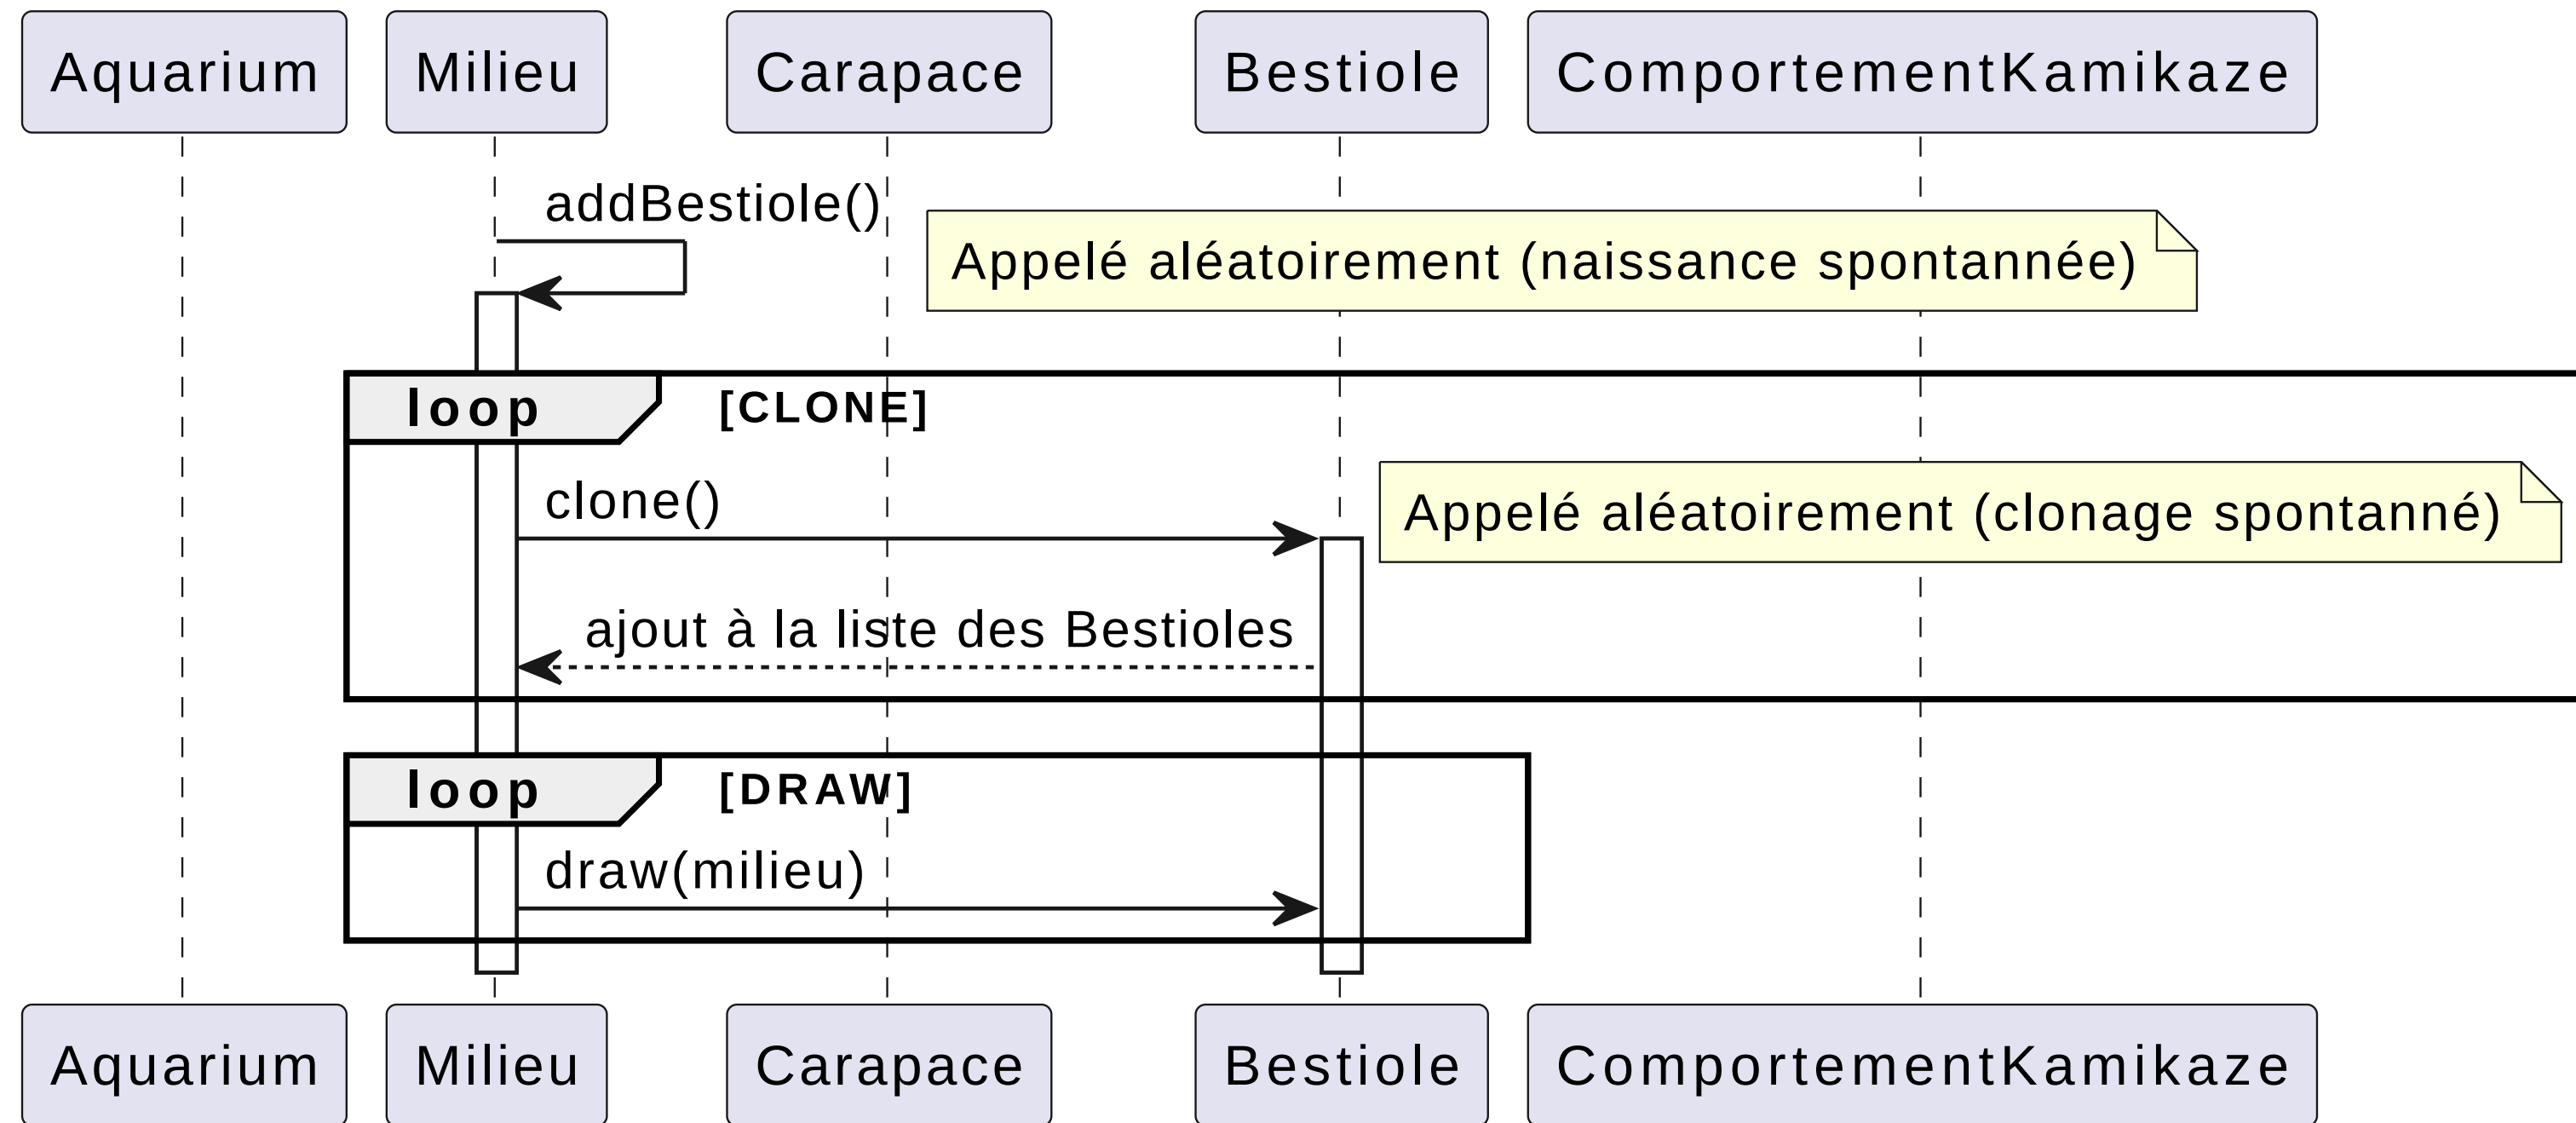 Aquarium
Milieu
Carapace
Bestiole
ComportementKamikaze
addBestiole()
Appelé aléatoirement (naissance spontannée)
loop
[CLONE]
clone()
Appelé aléatoirement (clonage spontanné)
ajout à la liste des Bestioles
loop
[DRAW]
draw(milieu)
Aquarium
Milieu
Carapace
Bestiole
ComportementKamikaze